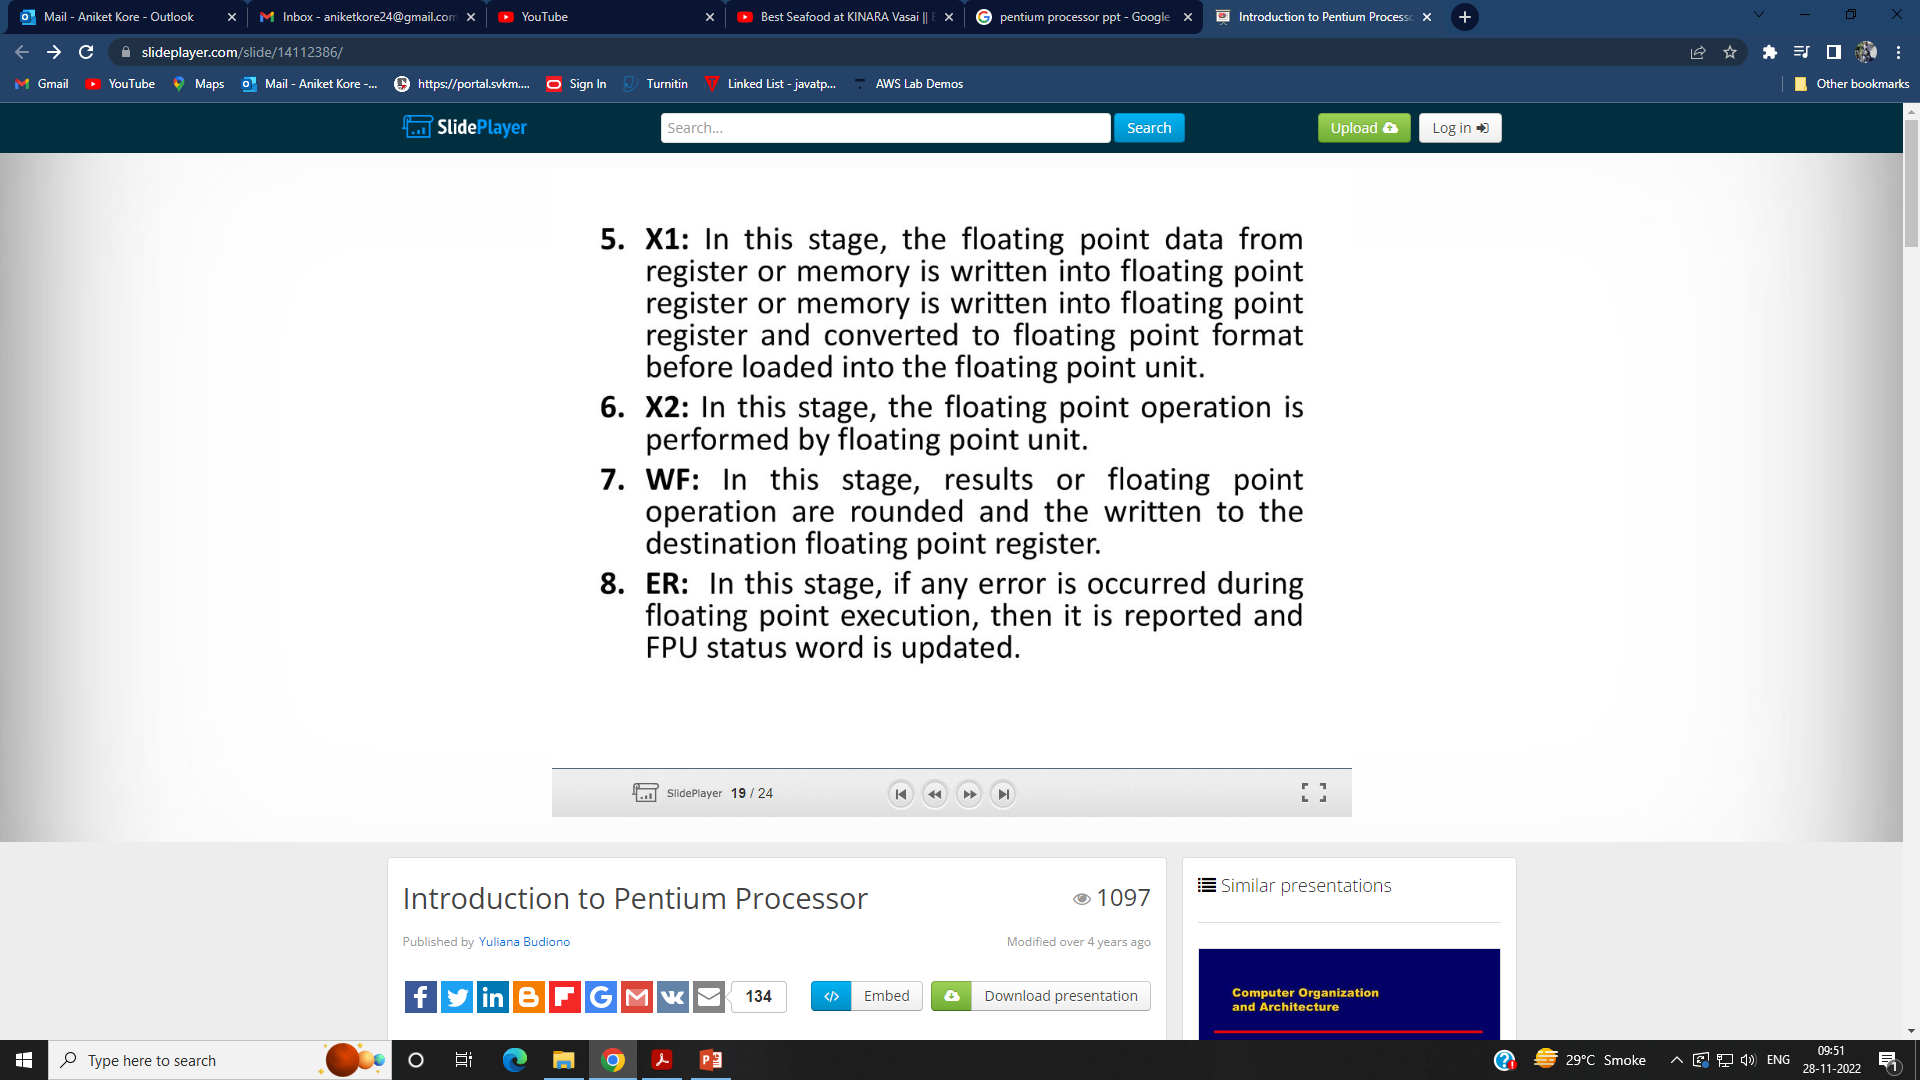 Mail - Aniket Kore - Outlook
Inbox - aniketkore24@gmail.com
YouTube
Best Seafood at KINARA Vasai ||
pentium processor ppt - Google
Introduction to Pentium Process
slideplayer.com/slide/14112386/
Gmail
YouTube
Maps
Mail - Aniket Kore -...
https://portal.svkm....
Sign In
Turnitin
Linked List - javatp...
AWS Lab Demos
Other bookmarks
SlidePlayer
Search...
Search
Upload
Log in
5. X1: In this stage, the floating point data from
register or memory is written into floating point
register or memory is written into floating point
register and converted to floating point format
before loaded into the floating point unit.
6. X2: In this stage, the floating point operation is
performed by floating point unit.
7. WF: In this stage, results or floating point
operation are rounded and the written to the
destination floating point register.
8. ER: In this stage, if any error is occurred during
floating point execution, then it is reported and
FPU status word is updated.
SlidePlayer 19 / 24
Introduction to Pentium Processor
1097
Published by Yuliana Budiono
Modified over 4 years ago
134
Embed
Download presentation
Similar presentations
Computer Organization
and Architecture
Type here to search
29°C Smoke
ENG
09:51
28-11-2022
1